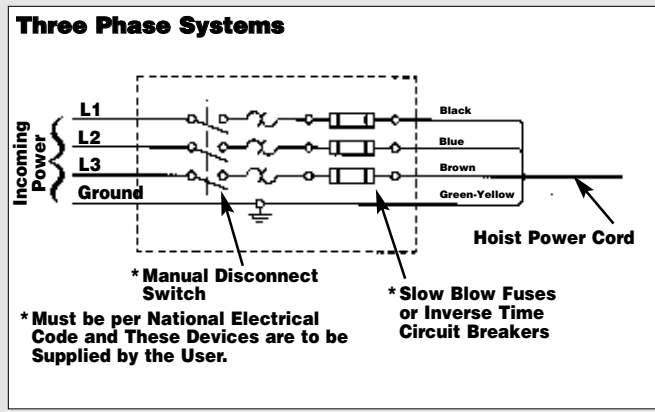 Three Phase Systems
Incoming
Power
L1
L2
L3
Ground
Black
Blue
Brown
Green-Yellow
Hoist Power Cord
* Manual Disconnect
Switch
* Slow Blow Fuses
or Inverse Time
Circuit Breakers
* Must be per National Electrical
Code and These Devices are to be
Supplied by the User.